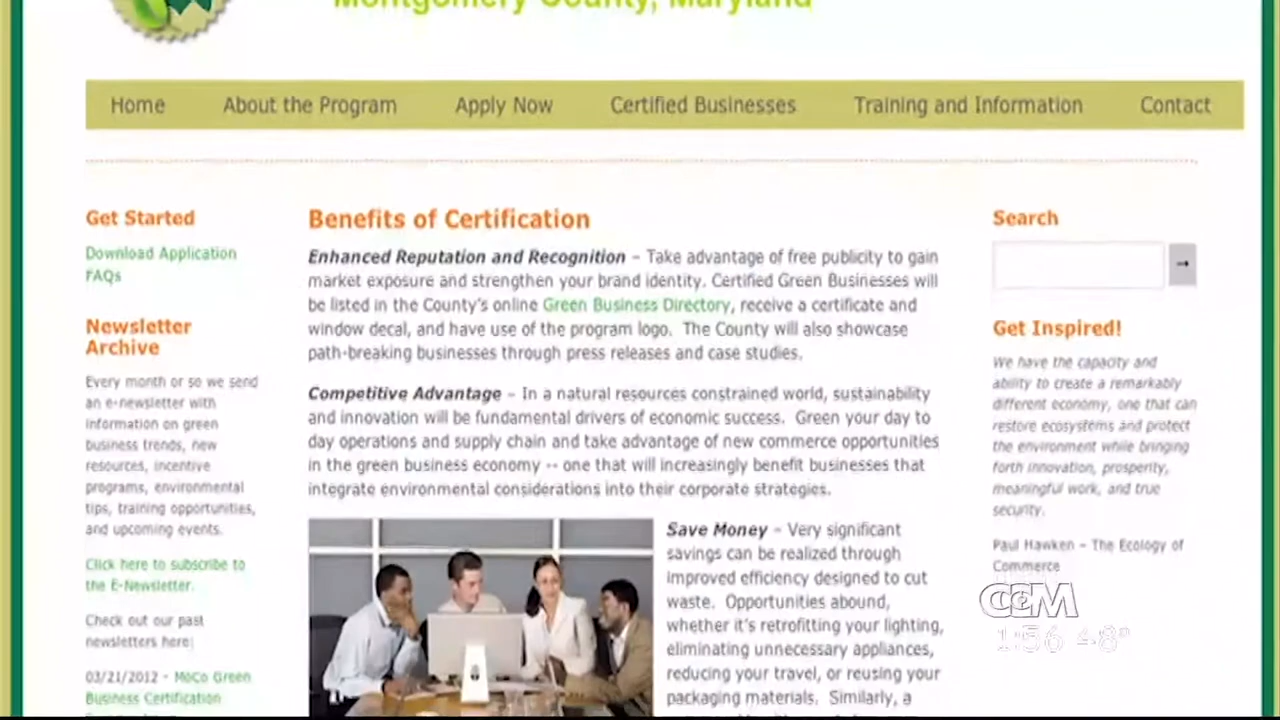 Montgomery County, Maryland
Home About the Program Apply Now Certified Businesses Training and Information Contact
Get Started
Download Application
FAQs
Newsletter
Archive
Every month or so we send
an e-newsletter with
information on green
business trends, new
resources, incentive
programs, environmental
tips, training opportunities,
and upcoming events.
Click here to subscribe to
the E-Newsletter.
Check out our past
newsletters here:
03/21/2012 - MoCo Green
Business Certification
Benefits of Certification
Enhanced Reputation and Recognition – Take advantage of free publicity to gain
market exposure and strengthen your brand identity. Certified Green Businesses will
be listed in the County's online Green Business Directory, receive a certificate and
window decal, and have use of the program logo. The County will also showcase
path-breaking businesses through press releases and case studies.
Competitive Advantage – In a natural resources constrained world, sustainability
and innovation will be fundamental drivers of economic success. Green your day to
day operations and supply chain and take advantage of new commerce opportunities
in the green business economy -- one that will increasingly benefit businesses that
integrate environmental considerations into their corporate strategies.
Save Money – Very significant
savings can be realized through
improved efficiency designed to cut
waste. Opportunities abound,
whether it's retrofitting your lighting,
eliminating unnecessary appliances,
reducing your travel, or reusing your
packaging materials. Similarly, a
Search
Get Inspired!
We have the capacity and
ability to create a remarkably
different economy, one that can
restore ecosystems and protect
the environment while bringing
forth innovation, prosperity,
meaningful work, and true
security.
Paul Hawken – The Ecology of
Commerce
CCM
1:56 48°